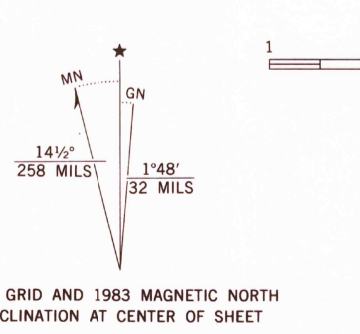 1
MN
GN
14½°
258 MILS
1°48'
32 MILS
GRID AND 1983 MAGNETIC NORTH
CLINATION AT CENTER OF SHEET